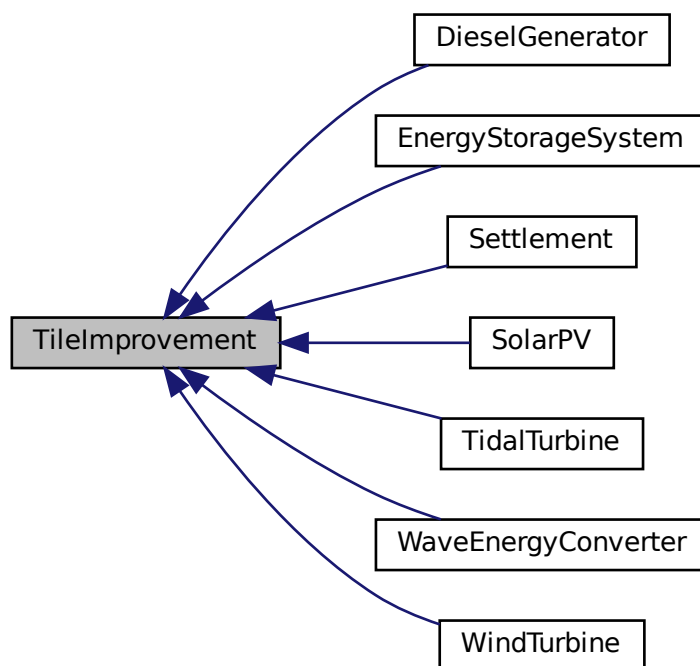 DieselGenerator
EnergyStorageSystem
Settlement
TileImprovement
SolarPV
TidalTurbine
WaveEnergyConverter
WindTurbine